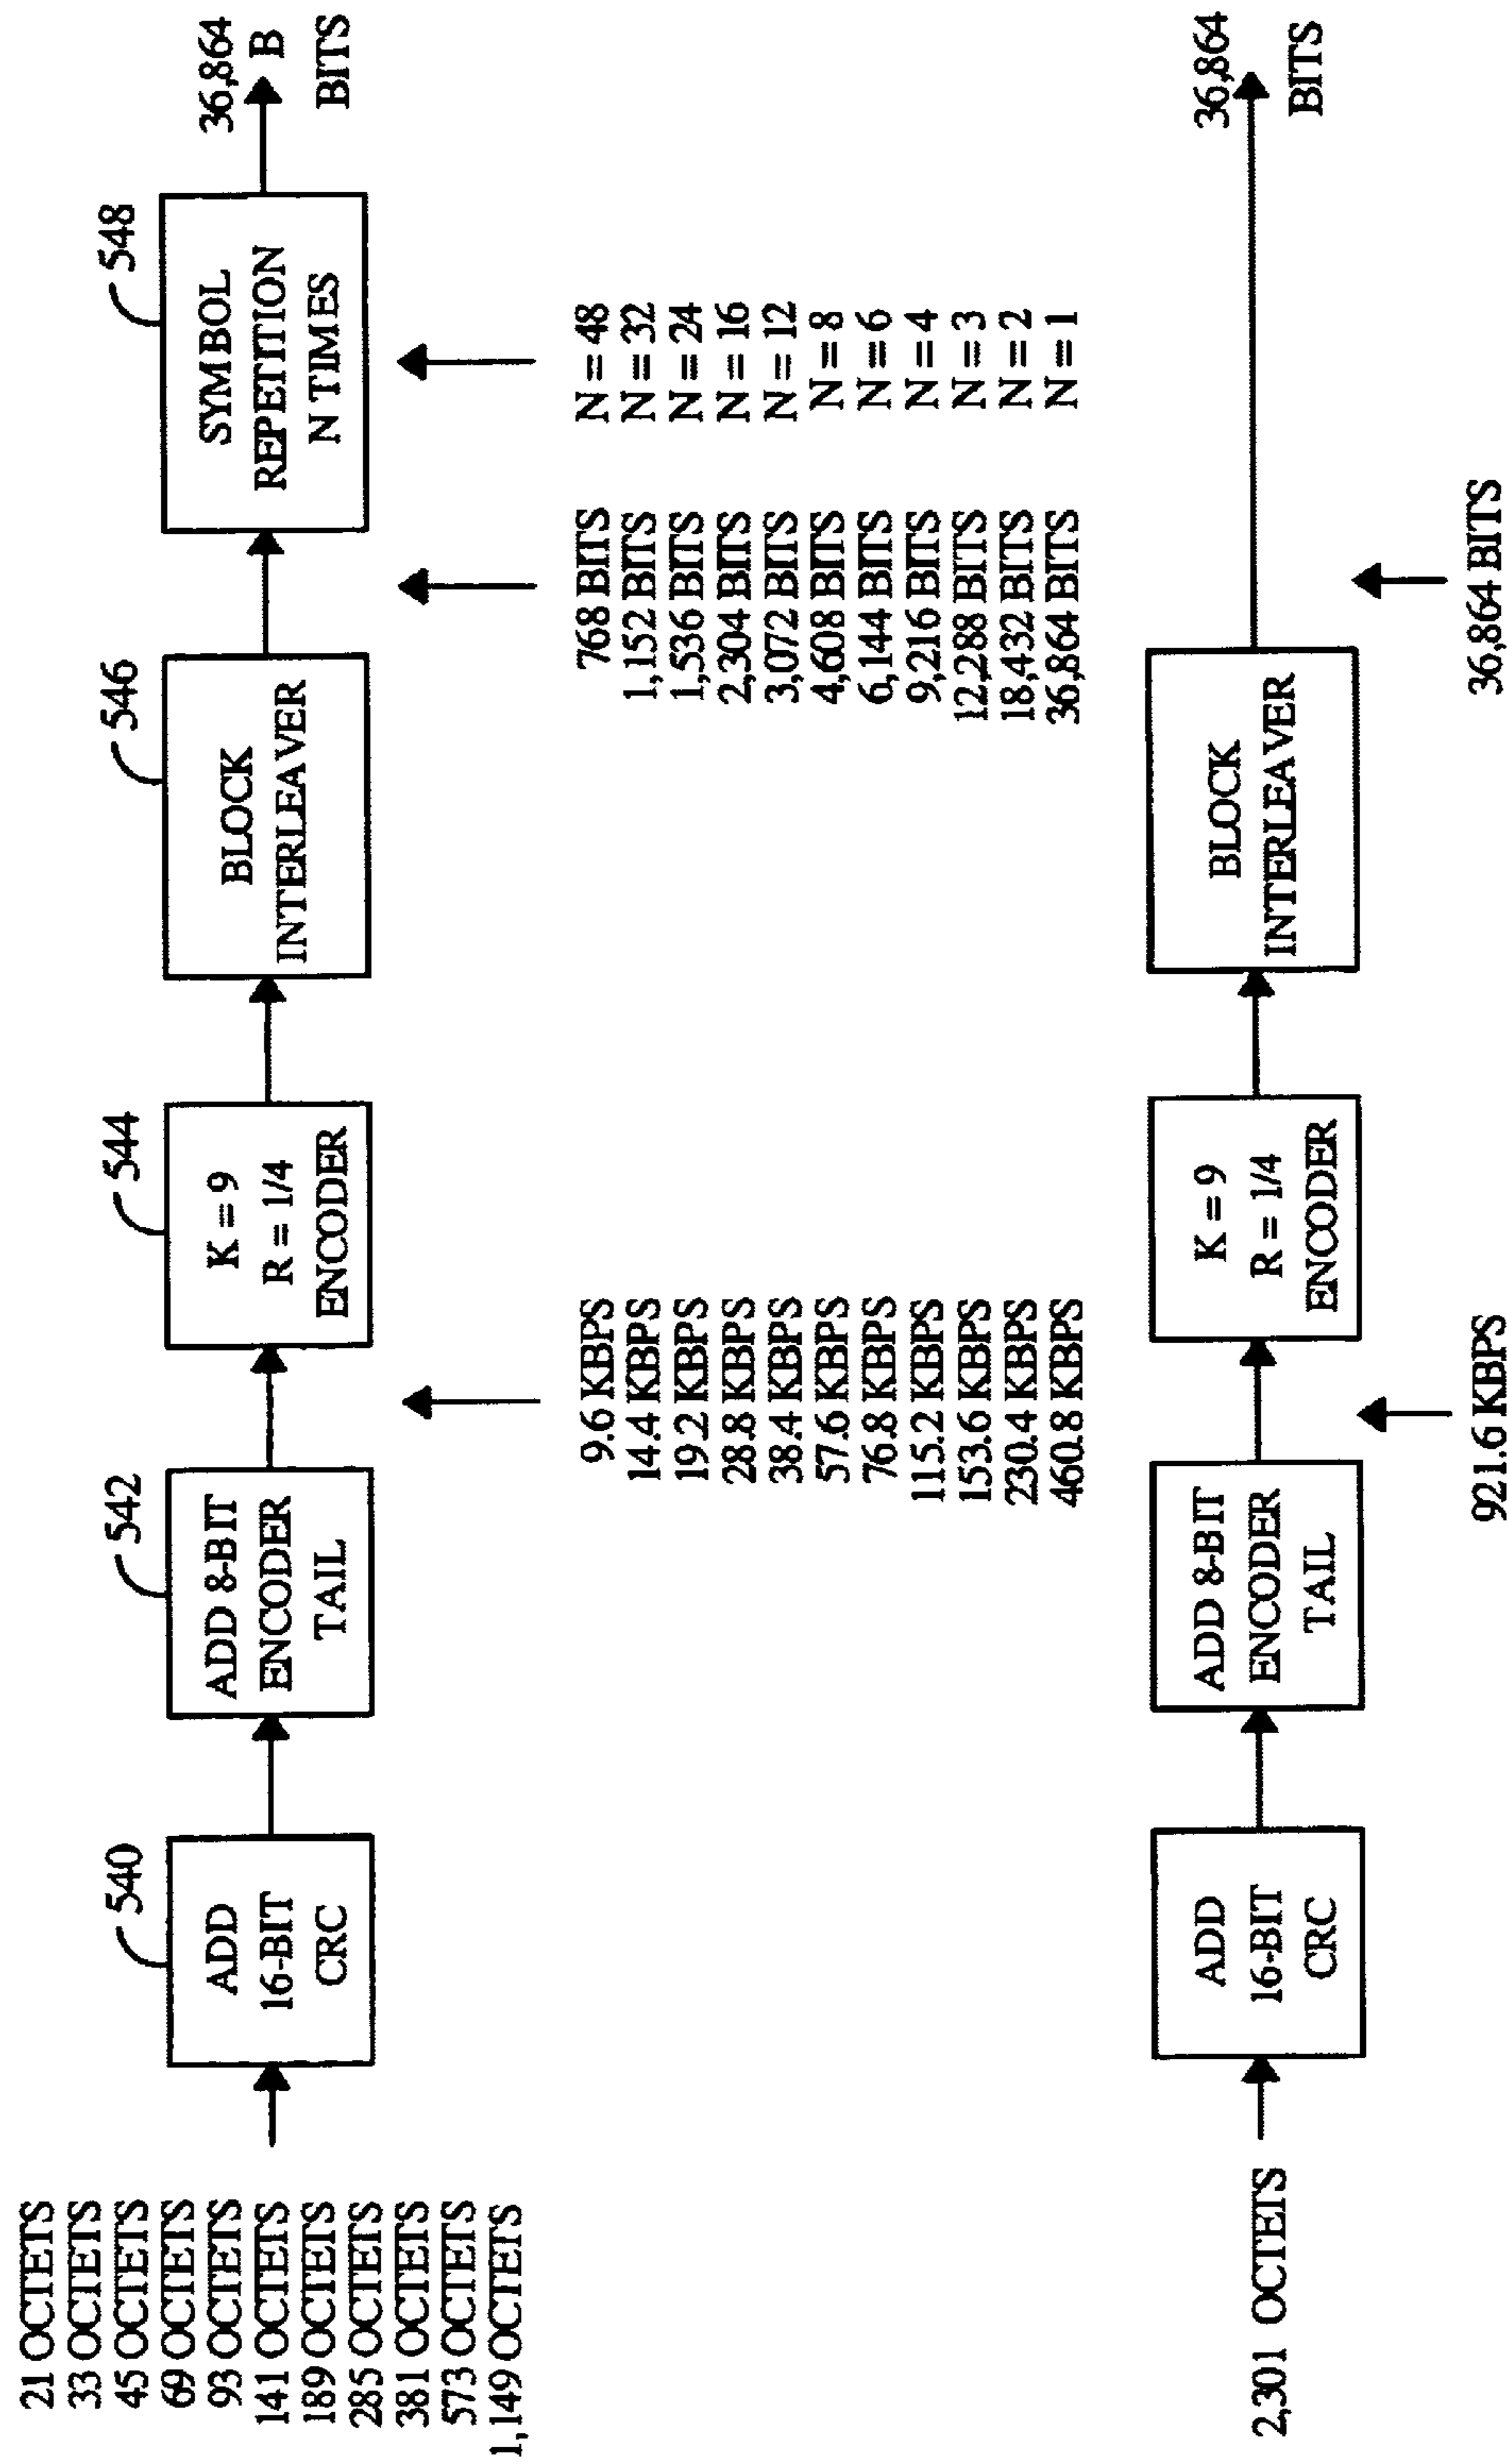 21 OCTETS
33 OCTETS
45 OCTETS
69 OCTETS
93 OCTETS
141 OCTETS
189 OCTETS
285 OCTETS
381 OCTETS
573 OCTETS
1,149 OCTETS
540
ADD
16-BIT
CRC
542
ADD 8-BIT
ENCODER
TAIL
9.6 KBPS
14.4 KBPS
19.2 KBPS
28.8 KBPS
38.4 KBPS
57.6 KBPS
76.8 KBPS
115.2 KBPS
153.6 KBPS
230.4 KBPS
460.8 KBPS
544
K = 9
R = 1/4
ENCODER
546
BLOCK
INTERLEAVER
768 BITS
1,152 BITS
1,536 BITS
2,304 BITS
3,072 BITS
4,608 BITS
6,144 BITS
9,216 BITS
12,288 BITS
18,432 BITS
36,864 BITS
548
SYMBOL
REPETITION
N TIMES
N = 48
N = 32
N = 24
N = 16
N = 12
N = 8
N = 6
N = 4
N = 3
N = 2
N = 1
36,864
B
BITS
2,301 OCTETS
ADD
16-BIT
CRC
ADD 8-BIT
ENCODER
TAIL
921.6 KBPS
K = 9
R = 1/4
ENCODER
BLOCK
INTERLEAVER
36,864 BITS
36,864
BITS